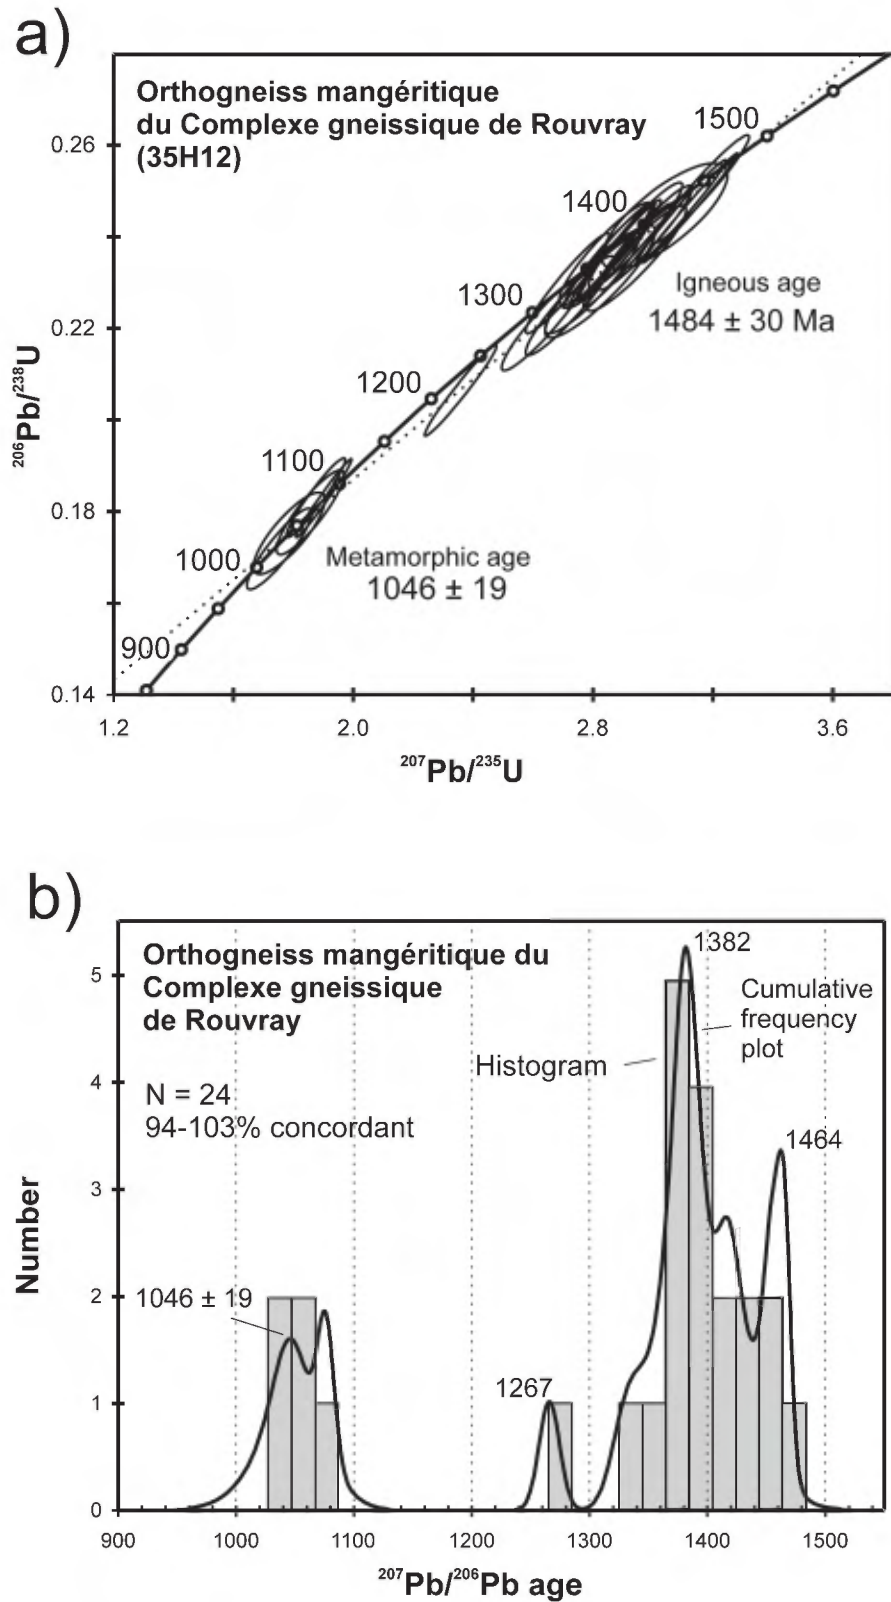 a)
Orthogneiss mangéritique
du Complexe gneissique de Rouvray
(35H12)
1500
0.26
1400
Igneous age
1484 ± 30 Ma
1300
0.22
1200
²⁰⁶Pb/²³⁸U
1100
0.18
Metamorphic age
1046 ± 19
1000
900
0.14
1.2 2.0 2.8 3.6
²⁰⁷Pb/²³⁵U
b)
Orthogneiss mangéritique du
Complexe gneissique
de Rouvray
1382
5
Cumulative
frequency
plot
Histogram
N = 24
94-103% concordant
4
1464
3
Number
2
1046 ± 19
1267
1
0
900 1000 1100 1200 1300 1400 1500
²⁰⁷Pb/²⁰⁶Pb age